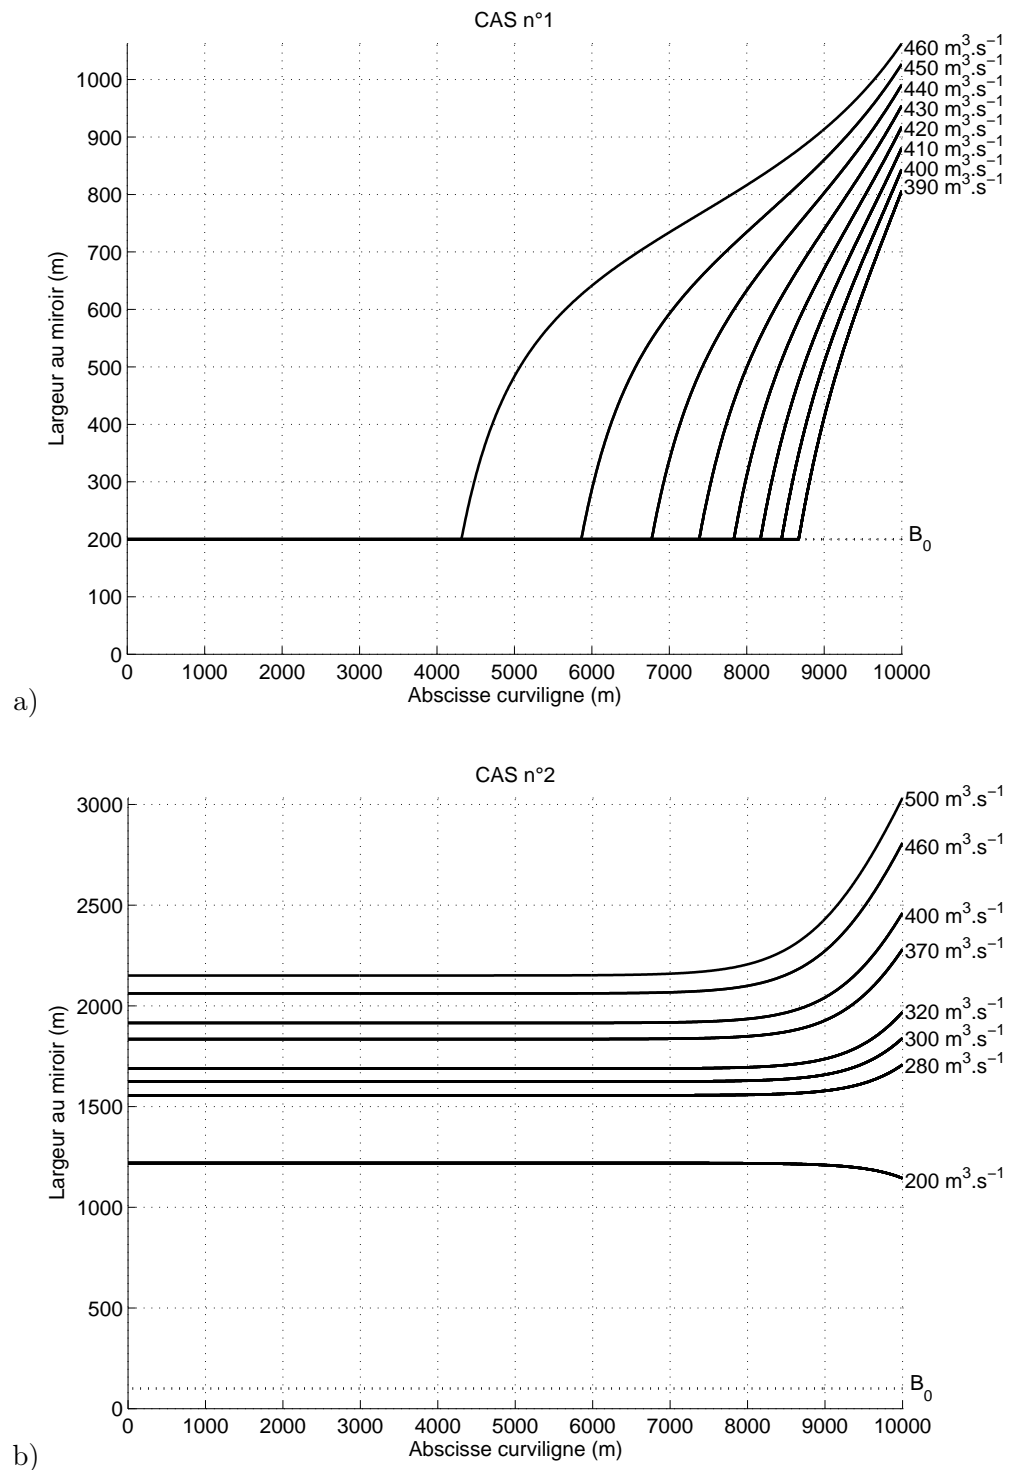 CAS n°1
1000
900
800
700
600
500
400
300
200
100
0
Largeur au miroir (m)
460 m³.s⁻¹
450 m³.s⁻¹
440 m³.s⁻¹
430 m³.s⁻¹
420 m³.s⁻¹
410 m³.s⁻¹
400 m³.s⁻¹
390 m³.s⁻¹
B₀
0 1000 2000 3000 4000 5000 6000 7000 8000 9000 10000
Abscisse curviligne (m)
a)
CAS n°2
3000
2500
2000
1500
1000
500
0
Largeur au miroir (m)
500 m³.s⁻¹
460 m³.s⁻¹
400 m³.s⁻¹
370 m³.s⁻¹
320 m³.s⁻¹
300 m³.s⁻¹
280 m³.s⁻¹
200 m³.s⁻¹
B₀
0 1000 2000 3000 4000 5000 6000 7000 8000 9000 10000
Abscisse curviligne (m)
b)